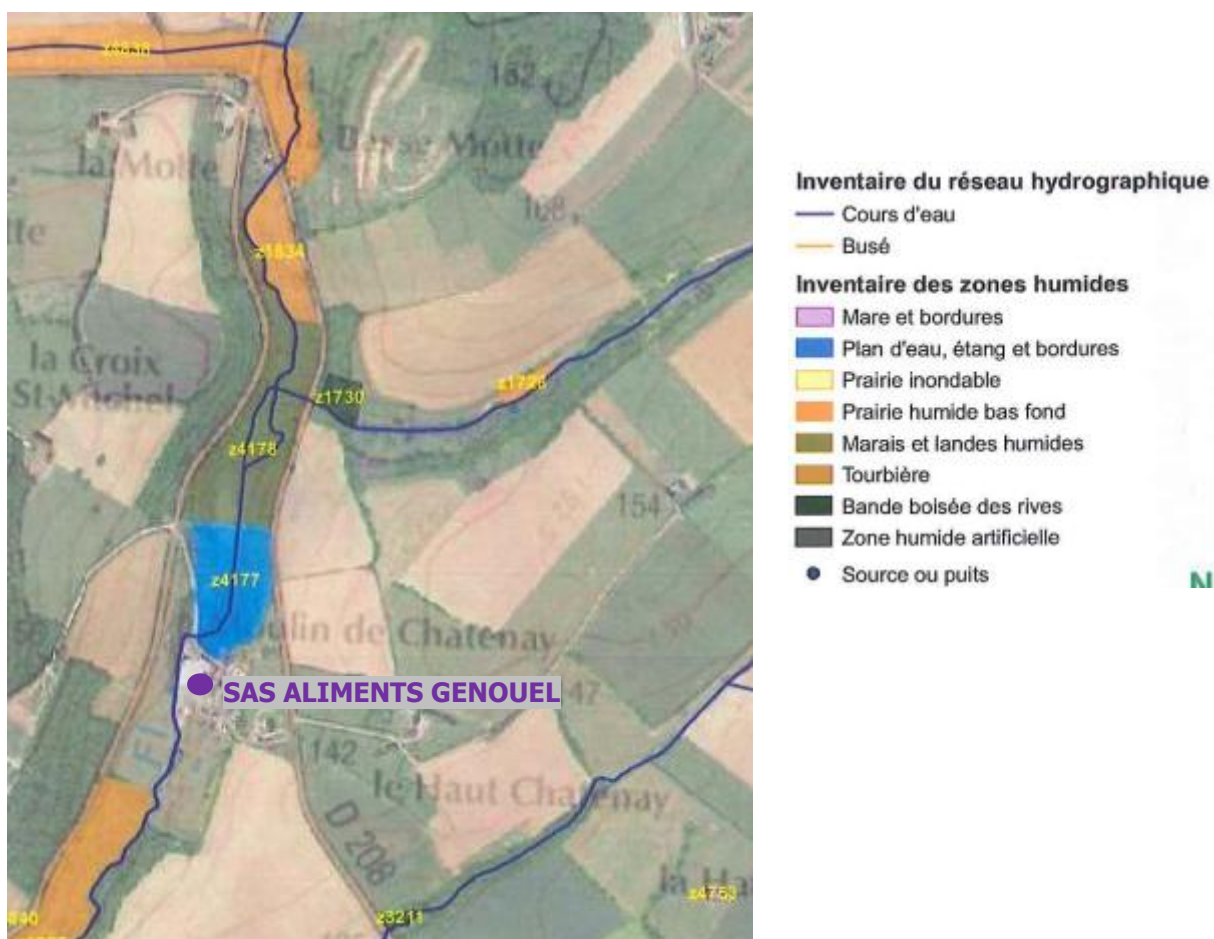 182
la Motte
Basse Motte
168
z1834
la Croix
St-Michel
z1730
z1728
z4178
154
z4177
Moulin de Chatenay
SAS ALIMENTS GENOUEL
47
142
le Haut Chatenay
D 208
z4753
z3211
Inventaire du réseau hydrographique
Cours d'eau
Busé
Inventaire des zones humides
Mare et bordures
Plan d'eau, étang et bordures
Prairie inondable
Prairie humide bas fond
Marais et landes humides
Tourbière
Bande boisée des rives
Zone humide artificielle
Source ou puits
N